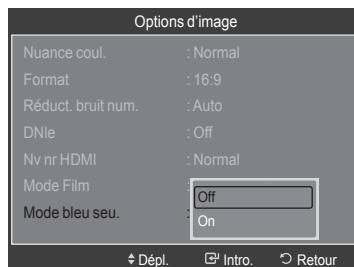 Options d'image
Nuance coul. : Normal
Format : 16:9
Réduct. bruit num. : Auto
DNIe : Off
Nv nr HDMI : Normal
Mode Film :
Off
Mode bleu seu. :
On
Dépl. Intro. Retour